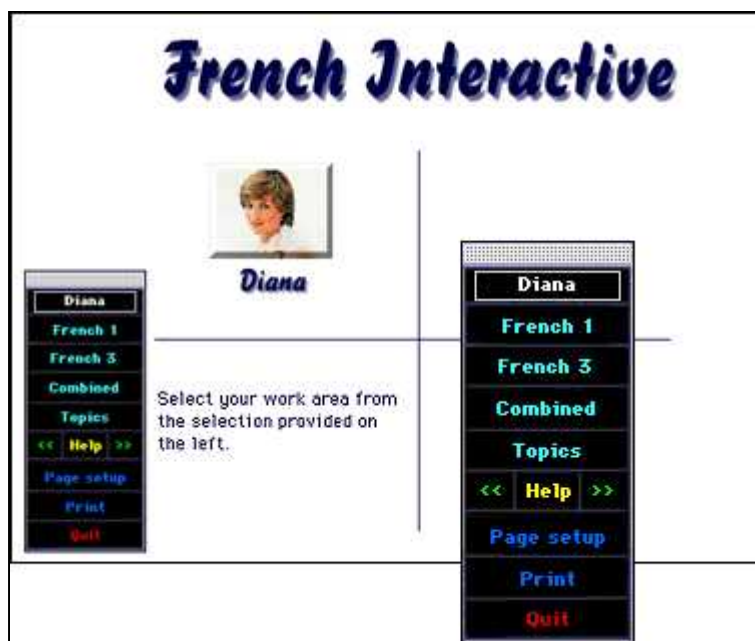 French Interactive
Diana
Diana
French 1
French 3
Combined
Topics
<< Help >>
Page setup
Print
Quit
Select your work area from
the selection provided on
the left.
Diana
French 1
French 3
Combined
Topics
<< Help >>
Page setup
Print
Quit